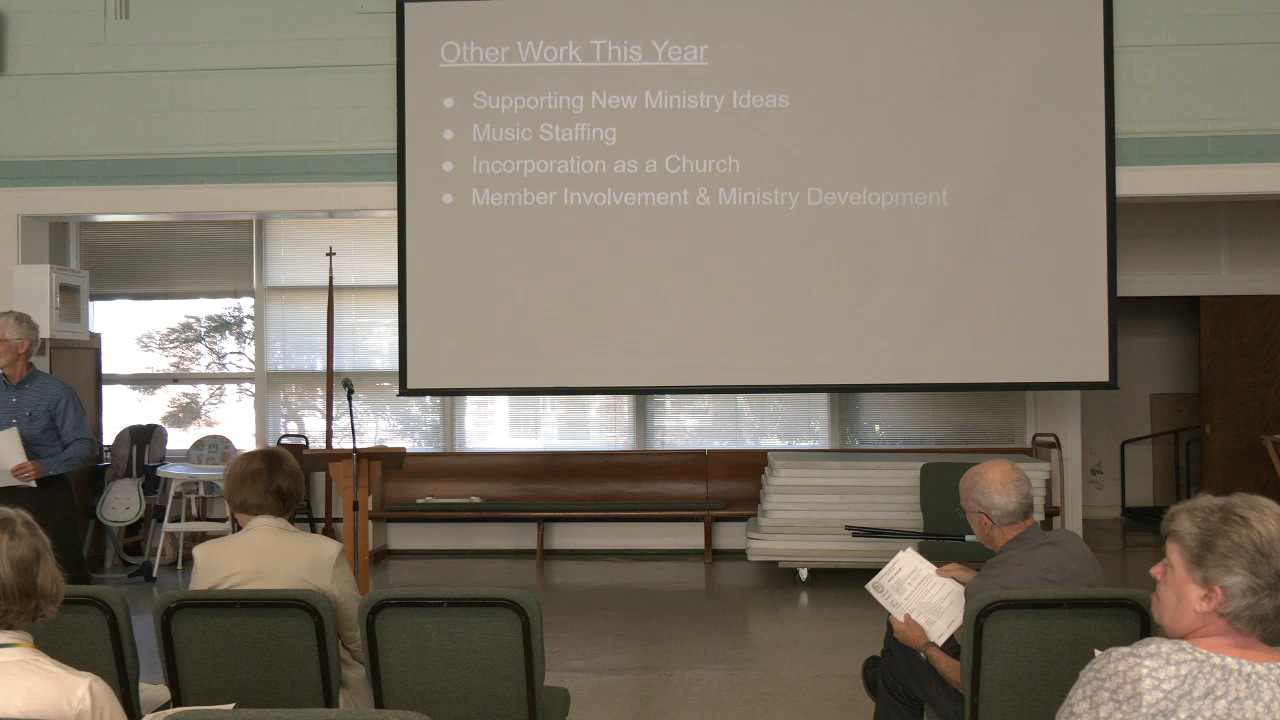 Other Work This Year
● Supporting New Ministry Ideas
● Music Staffing
● Incorporation as a Church
● Member Involvement & Ministry Development